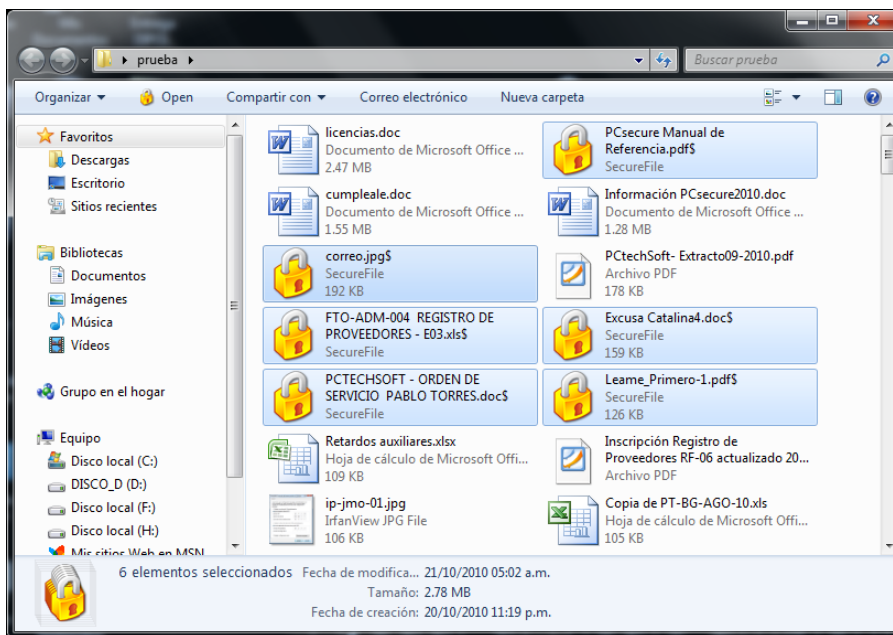 prueba
Buscar prueba
Organizar
Open
Compartir con
Correo electrónico
Nueva carpeta
Favoritos
Descargas
Escritorio
Sitios recientes
Bibliotecas
Documentos
Imágenes
Música
Vídeos
Grupo en el hogar
Equipo
Disco local (C:)
DISCO_D (D:)
Disco local (F:)
Disco local (H:)
Mis sitios Web en MSN
licencias.doc
Documento de Microsoft Office ...
2.47 MB
PCsecure Manual de
Referencia.pdf$
SecureFile
cumpleale.doc
Documento de Microsoft Office ...
1.55 MB
Información PCsecure2010.doc
Documento de Microsoft Office ...
1.28 MB
correo.jpg$
SecureFile
192 KB
PCtechSoft- Extracto09-2010.pdf
Archivo PDF
178 KB
FTO-ADM-004 REGISTRO DE
PROVEEDORES - E03.xls$
SecureFile
Excusa Catalina4.doc$
SecureFile
159 KB
PCTECHSOFT - ORDEN DE
SERVICIO PABLO TORRES.doc$
SecureFile
Leame_Primero-1.pdf$
SecureFile
126 KB
Retardos auxiliares.xlsx
Hoja de cálculo de Microsoft Offi...
109 KB
Inscripción Registro de
Proveedores RF-06 actualizado 20...
Archivo PDF
ip-jmo-01.jpg
IrfanView JPG File
106 KB
Copia de PT-BG-AGO-10.xls
Hoja de cálculo de Microsoft Offi...
105 KB
6 elementos seleccionados Fecha de modifica... 21/10/2010 05:02 a.m.
Tamaño: 2.78 MB
Fecha de creación: 20/10/2010 11:19 p.m.